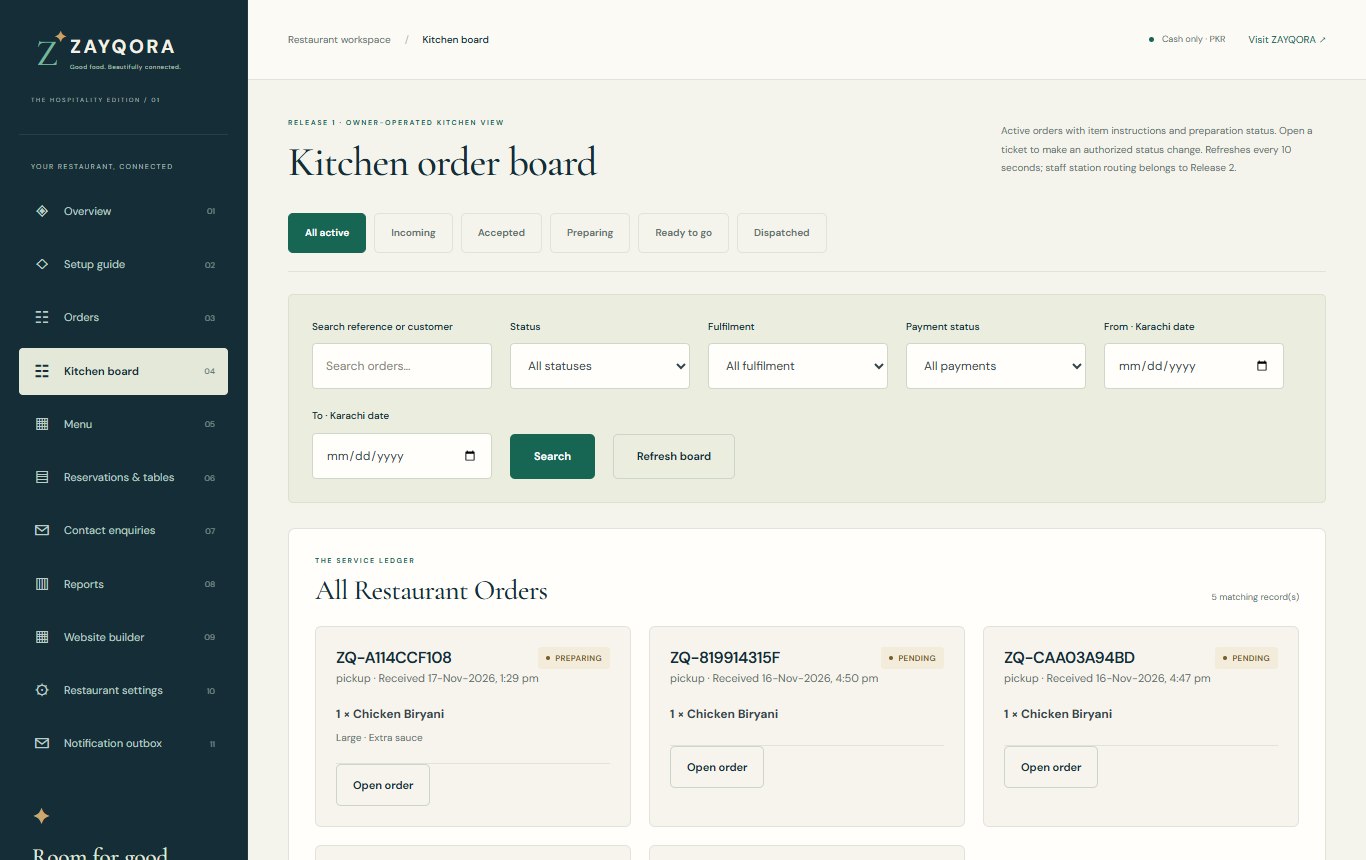 ZAYQORA
Good food. Beautifully connected.
THE HOSPITALITY EDITION / 01
YOUR RESTAURANT, CONNECTED
Overview 01
Setup guide 02
Orders 03
Kitchen board 04
Menu 05
Reservations & tables 06
Contact enquiries 07
Reports 08
Website builder 09
Restaurant settings 10
Notification outbox 11
Room for good
Restaurant workspace / Kitchen board
Cash only · PKR Visit ZAYQORA ↗
RELEASE 1 · OWNER-OPERATED KITCHEN VIEW
Kitchen order board
Active orders with item instructions and preparation status. Open a
ticket to make an authorized status change. Refreshes every 10
seconds; staff station routing belongs to Release 2.
All active Incoming Accepted Preparing Ready to go Dispatched
Search reference or customer Status Fulfilment Payment status From · Karachi date
Search orders... All statuses All fulfilment All payments mm/dd/yyyy
To · Karachi date
mm/dd/yyyy Search Refresh board
THE SERVICE LEDGER
All Restaurant Orders
5 matching record(s)
ZQ-A114CCF108 PREPARING
pickup · Received 17-Nov-2026, 1:29 pm
1 × Chicken Biryani
Large · Extra sauce
Open order
ZQ-819914315F PENDING
pickup · Received 16-Nov-2026, 4:50 pm
1 × Chicken Biryani
Open order
ZQ-CAA03A94BD PENDING
pickup · Received 16-Nov-2026, 4:47 pm
1 × Chicken Biryani
Open order